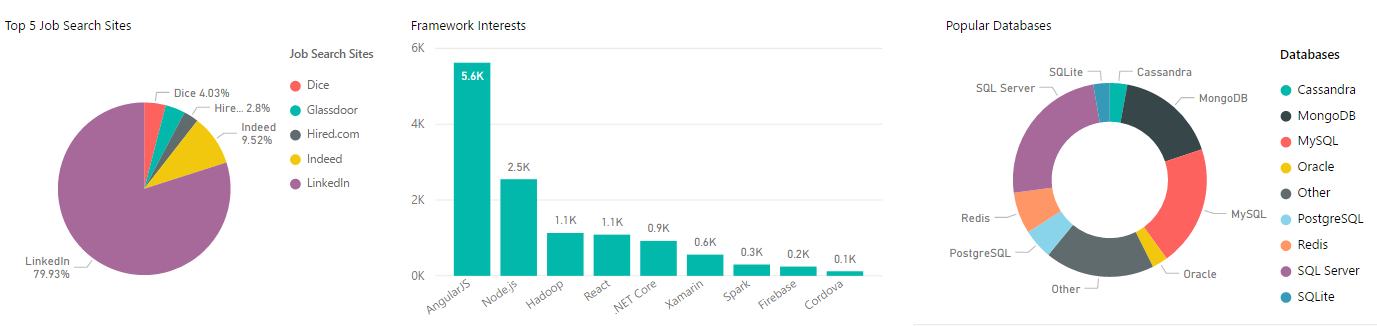 Top 5 Job Search Sites
Job Search Sites
Dice
Glassdoor
Hired.com
Indeed
LinkedIn
Dice 4.03%
Hire... 2.8%
Indeed
9.52%
LinkedIn
79.93%
Framework Interests
6K
4K
2K
0K
5.6K
2.5K
1.1K
1.1K
0.9K
0.6K
0.3K
0.2K
0.1K
AngularJS
Node.js
Hadoop
React
.NET Core
Xamarin
Spark
Firebase
Cordova
Popular Databases
SQLite
Cassandra
SQL Server
MongoDB
Redis
MySQL
PostgreSQL
Oracle
Other
Databases
Cassandra
MongoDB
MySQL
Oracle
Other
PostgreSQL
Redis
SQL Server
SQLite